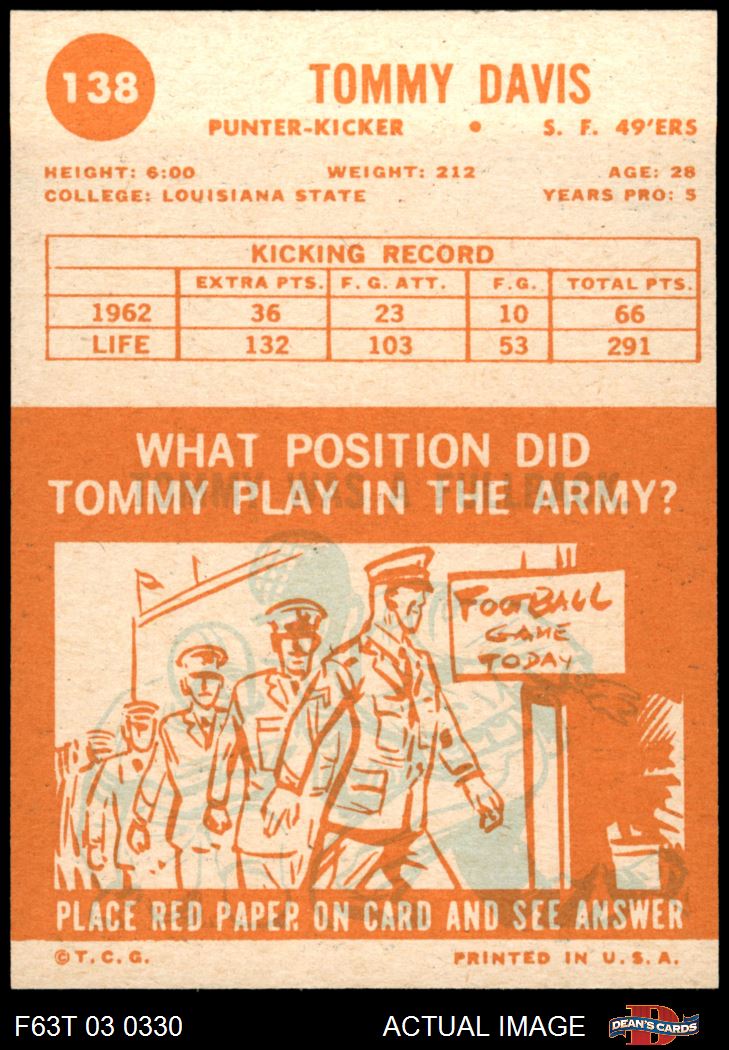 138
TOMMY DAVIS
PUNTER-KICKER • S. F. 49'ERS
HEIGHT: 6:00 WEIGHT: 212 AGE: 28
COLLEGE: LOUISIANA STATE YEARS PRO: 5
KICKING RECORD
EXTRA PTS. F. G. ATT. F.G. TOTAL PTS.
1962 36 23 10 66
LIFE 132 103 53 291
WHAT POSITION DID
TOMMY WAS A FULLBACK.
TOMMY PLAY IN THE ARMY?
FOOTBALL
GAME
TODAY
PLACE RED PAPER ON CARD AND SEE ANSWER
©T.C.G. PRINTED IN U.S.A.
F63T 03 0330 ACTUAL IMAGE D DEAN'S CARDS